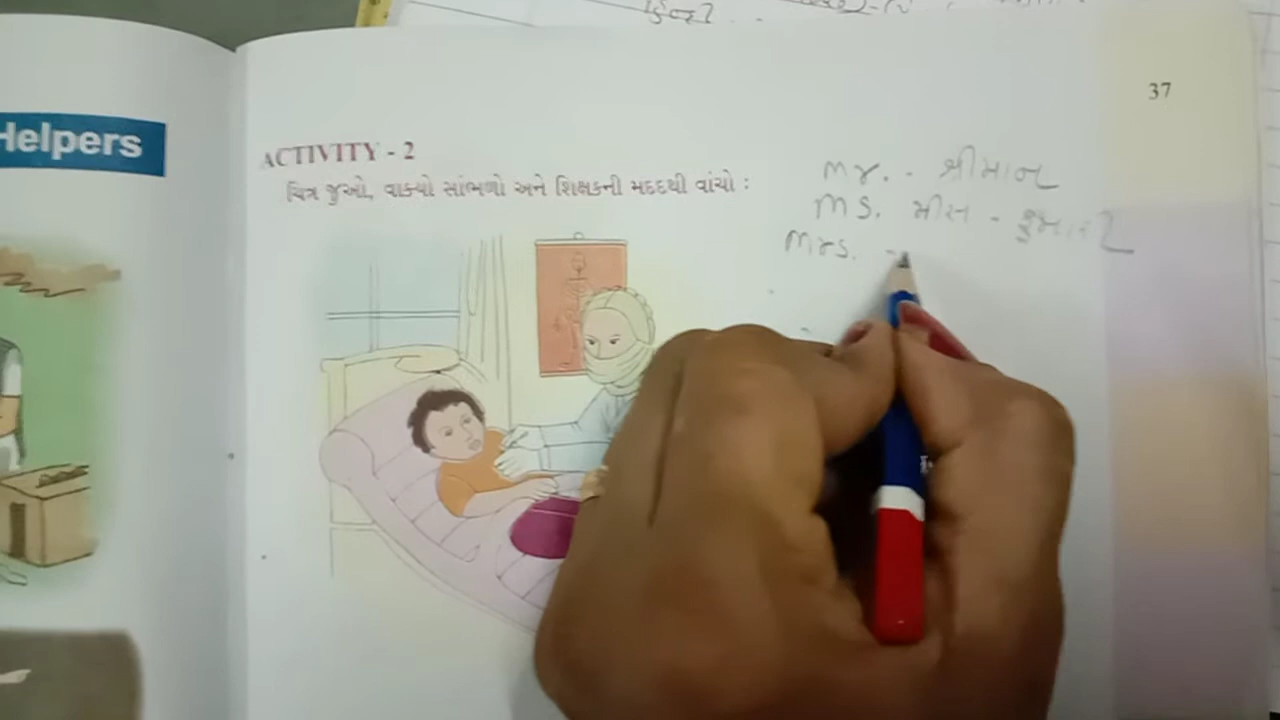 Helpers
37
ACTIVITY - 2
ચિત્ર જુઓ, વાક્યો સાંભળો અને શિક્ષકની મદદથી વાંચો :
Mr. - શ્રીમાન
Ms. મીસ - કુમારી
Mrs. -